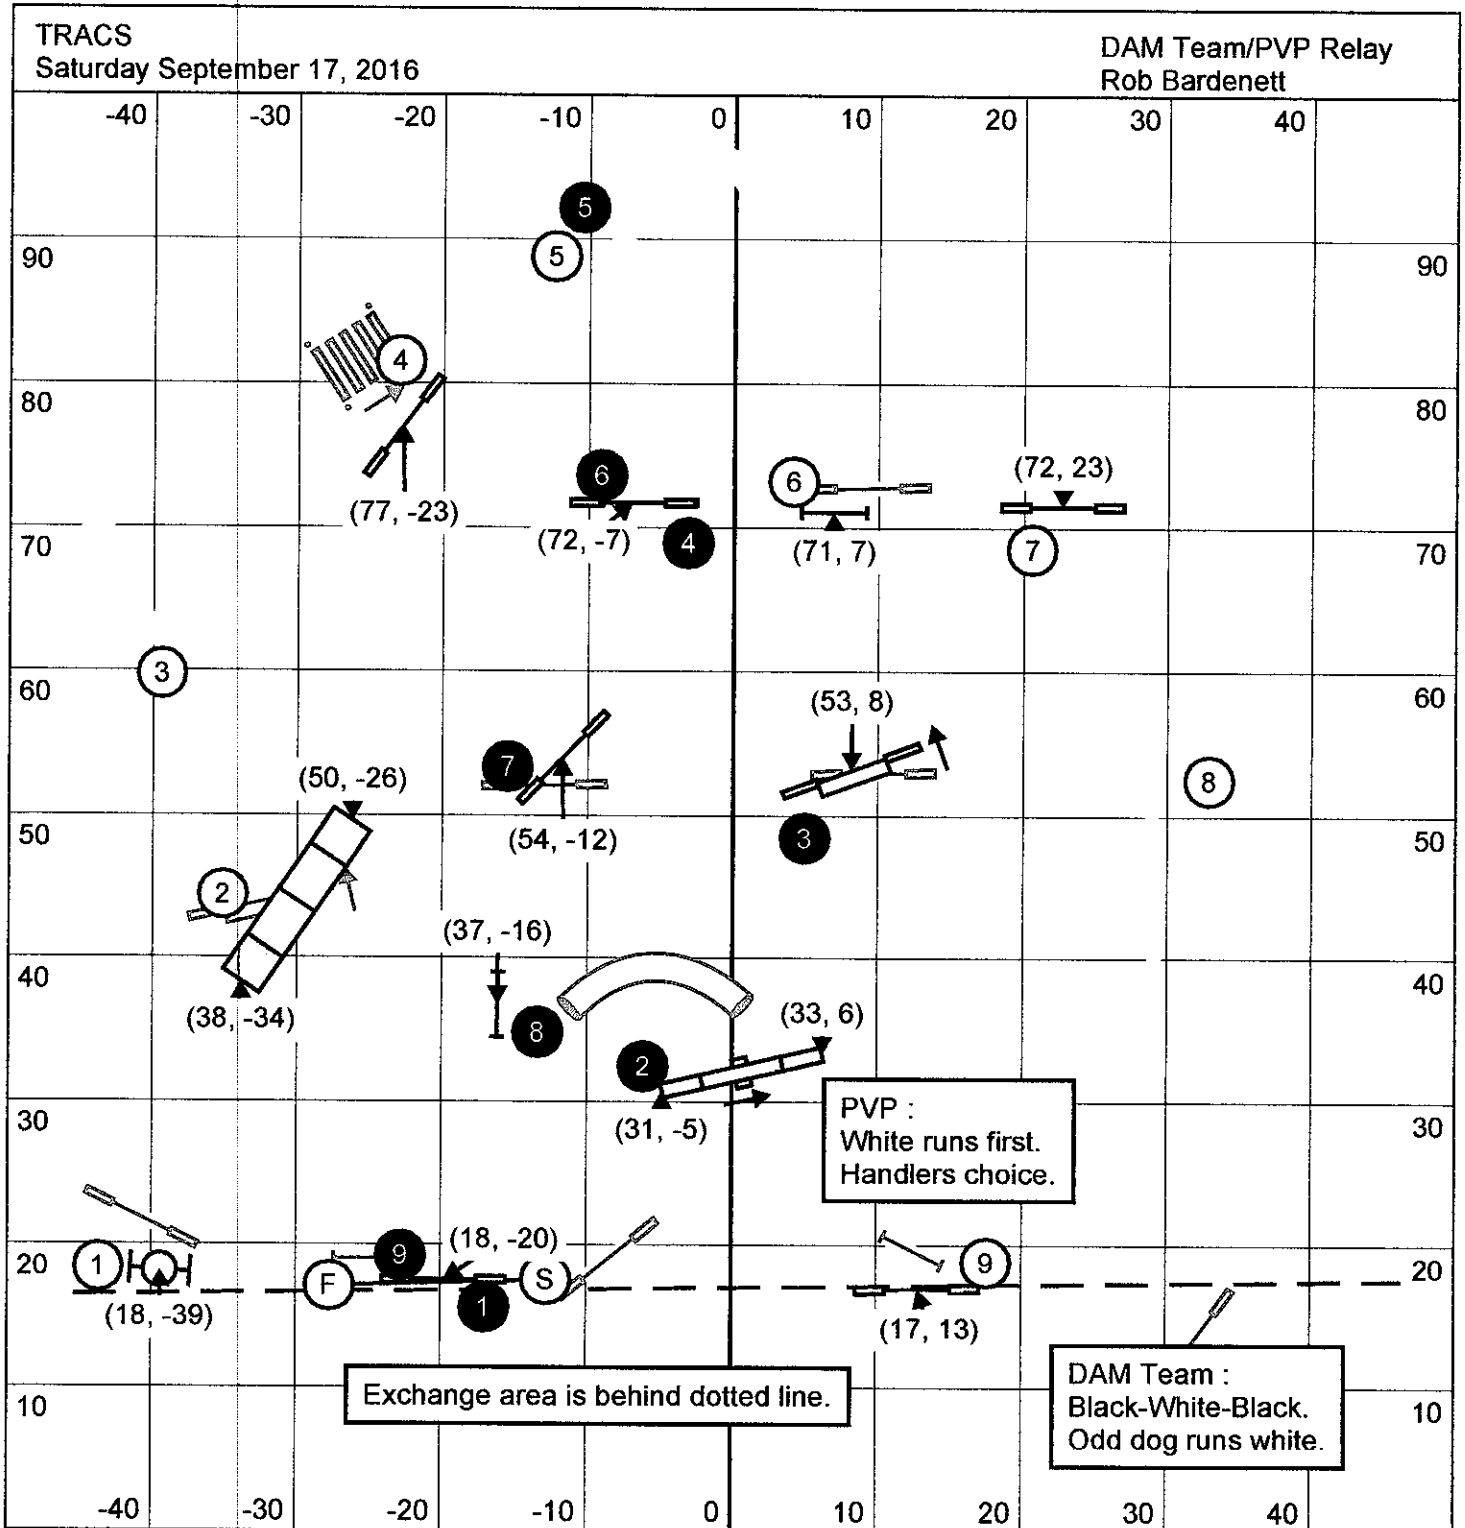 TRACS
Saturday September 17, 2016
DAM Team/PVP Relay
Rob Bardenett
-40 -30 -20 -10 0 10 20 30 40
5
90 5 90
4
80 80
6 6 (72, 23)
(77, -23)
(72, -7) 4 (71, 7) 7
70 70
3
60 60
(53, 8)
7
(50, -26) 8
50 (54, -12) 3 50
2
(37, -16)
40 40
(38, -34) 8 (33, 6)
2
30 (31, -5) 30
PVP :
White runs first.
Handlers choice.
1 9 (18, -20) 9
20 F S 20
(18, -39) 1 (17, 13)
Exchange area is behind dotted line.
DAM Team :
Black-White-Black.
Odd dog runs white.
10 10
-40 -30 -20 -10 0 10 20 30 40